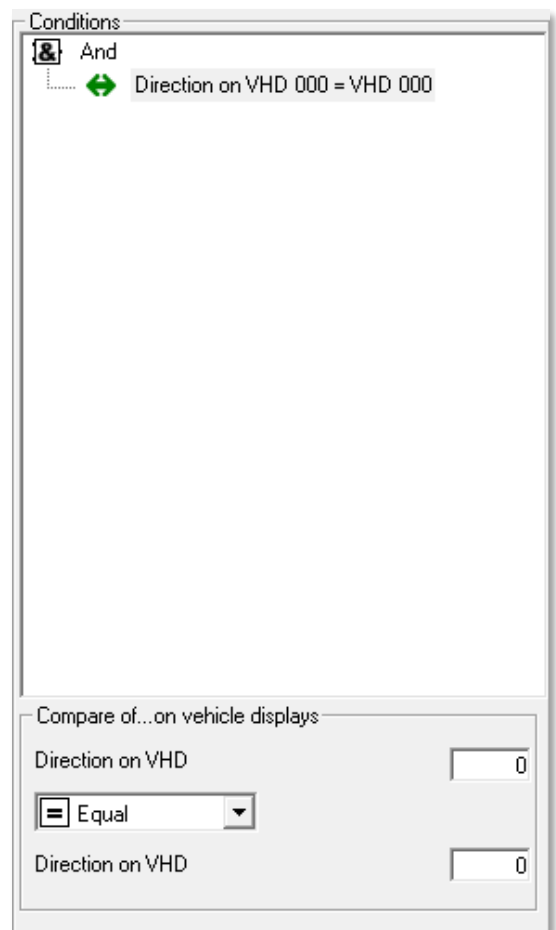 Conditions
& And
Direction on VHD 000 = VHD 000
Compare of...on vehicle displays
Direction on VHD 0
= Equal
Direction on VHD 0